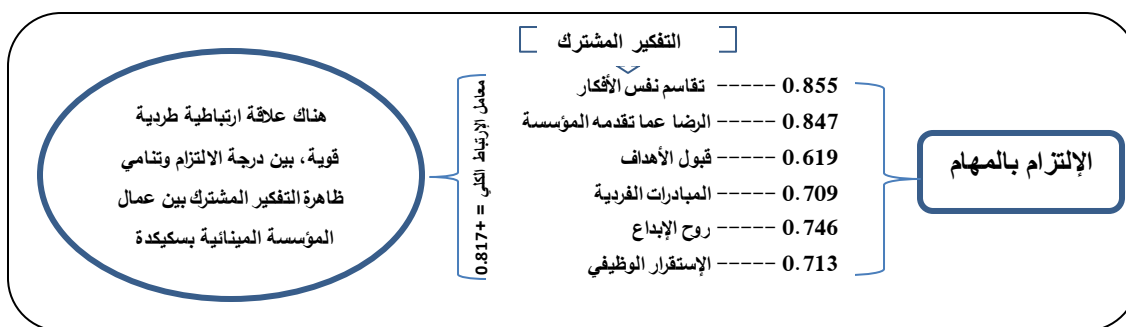 التفكير المشترك
الإلتزام بالمهام
0.855 ----- تقاسم نفس الأفكار
0.847 ----- الرضا عما تقدمه المؤسسة
0.619 ----- قبول الأهداف
0.709 ----- المبادرات الفردية
0.746 ----- روح الإبداع
0.713 ----- الإستقرار الوظيفي
معامل الإرتباط الكلي = +0.817
هناك علاقة ارتباطية طردية
قوية، بين درجة الالتزام وتنامي
ظاهرة التفكير المشترك بين عمال
المؤسسة المينائية بسكيكدة